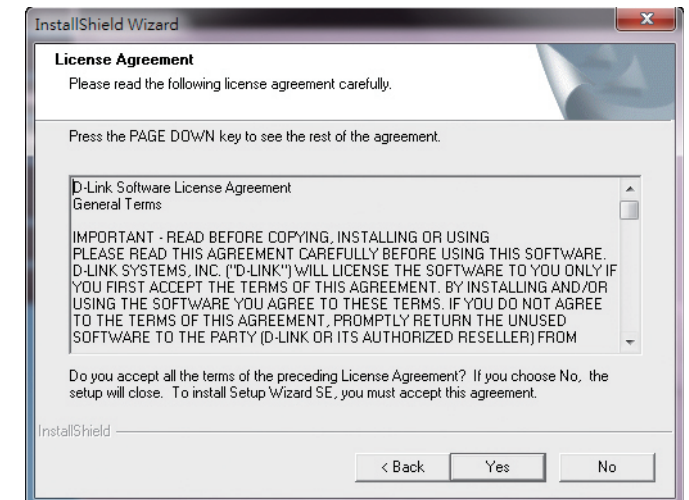 InstallShield Wizard
License Agreement
Please read the following license agreement carefully.
Press the PAGE DOWN key to see the rest of the agreement.
D-Link Software License Agreement
General Terms
IMPORTANT - READ BEFORE COPYING, INSTALLING OR USING
PLEASE READ THIS AGREEMENT CAREFULLY BEFORE USING THIS SOFTWARE.
D-LINK SYSTEMS, INC. ("D-LINK") WILL LICENSE THE SOFTWARE TO YOU ONLY IF
YOU FIRST ACCEPT THE TERMS OF THIS AGREEMENT. BY INSTALLING AND/OR
USING THE SOFTWARE YOU AGREE TO THESE TERMS. IF YOU DO NOT AGREE
TO THE TERMS OF THIS AGREEMENT, PROMPTLY RETURN THE UNUSED
SOFTWARE TO THE PARTY (D-LINK OR ITS AUTHORIZED RESELLER) FROM
Do you accept all the terms of the preceding License Agreement? If you choose No, the
setup will close. To install Setup Wizard SE, you must accept this agreement.
InstallShield
< Back Yes No